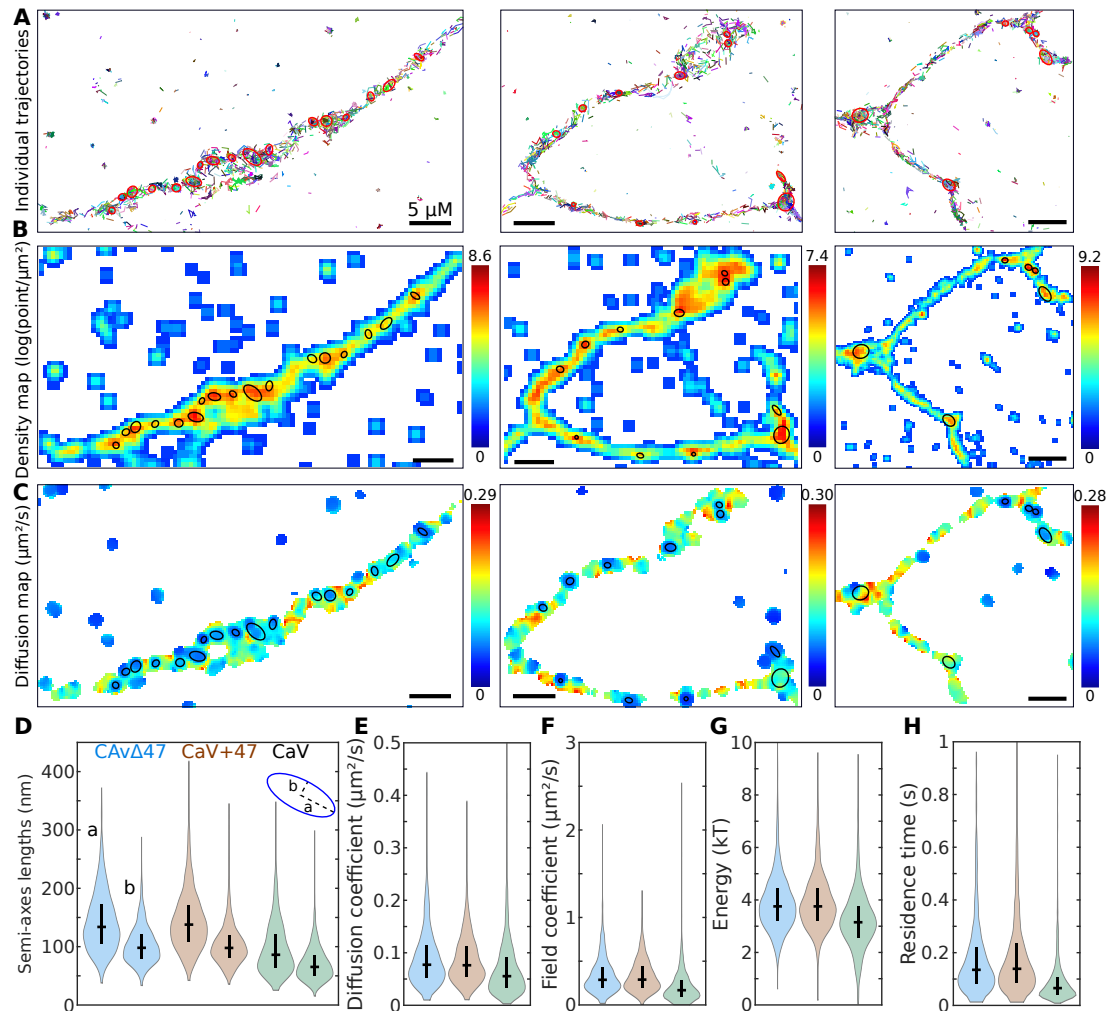 A
Individual trajectories
5 µM
B
Density map (log(point/µm²)
8.6
0
7.4
0
9.2
0
C
Diffusion map (µm²/s)
0.29
0
0.30
0
0.28
0
D
CAvΔ47 CaV+47 CaV
Semi-axes lengths (nm)
400
350
300
250
200
150
100
50
0
a
b
b
a
E
Diffusion coefficient (µm²/s)
0.5
0.4
0.3
0.2
0.1
0
F
Field coefficient (µm²/s)
3
2
1
0
G
Energy (kT)
10
8
6
4
2
0
H
Residence time (s)
1
0.8
0.6
0.4
0.2
0